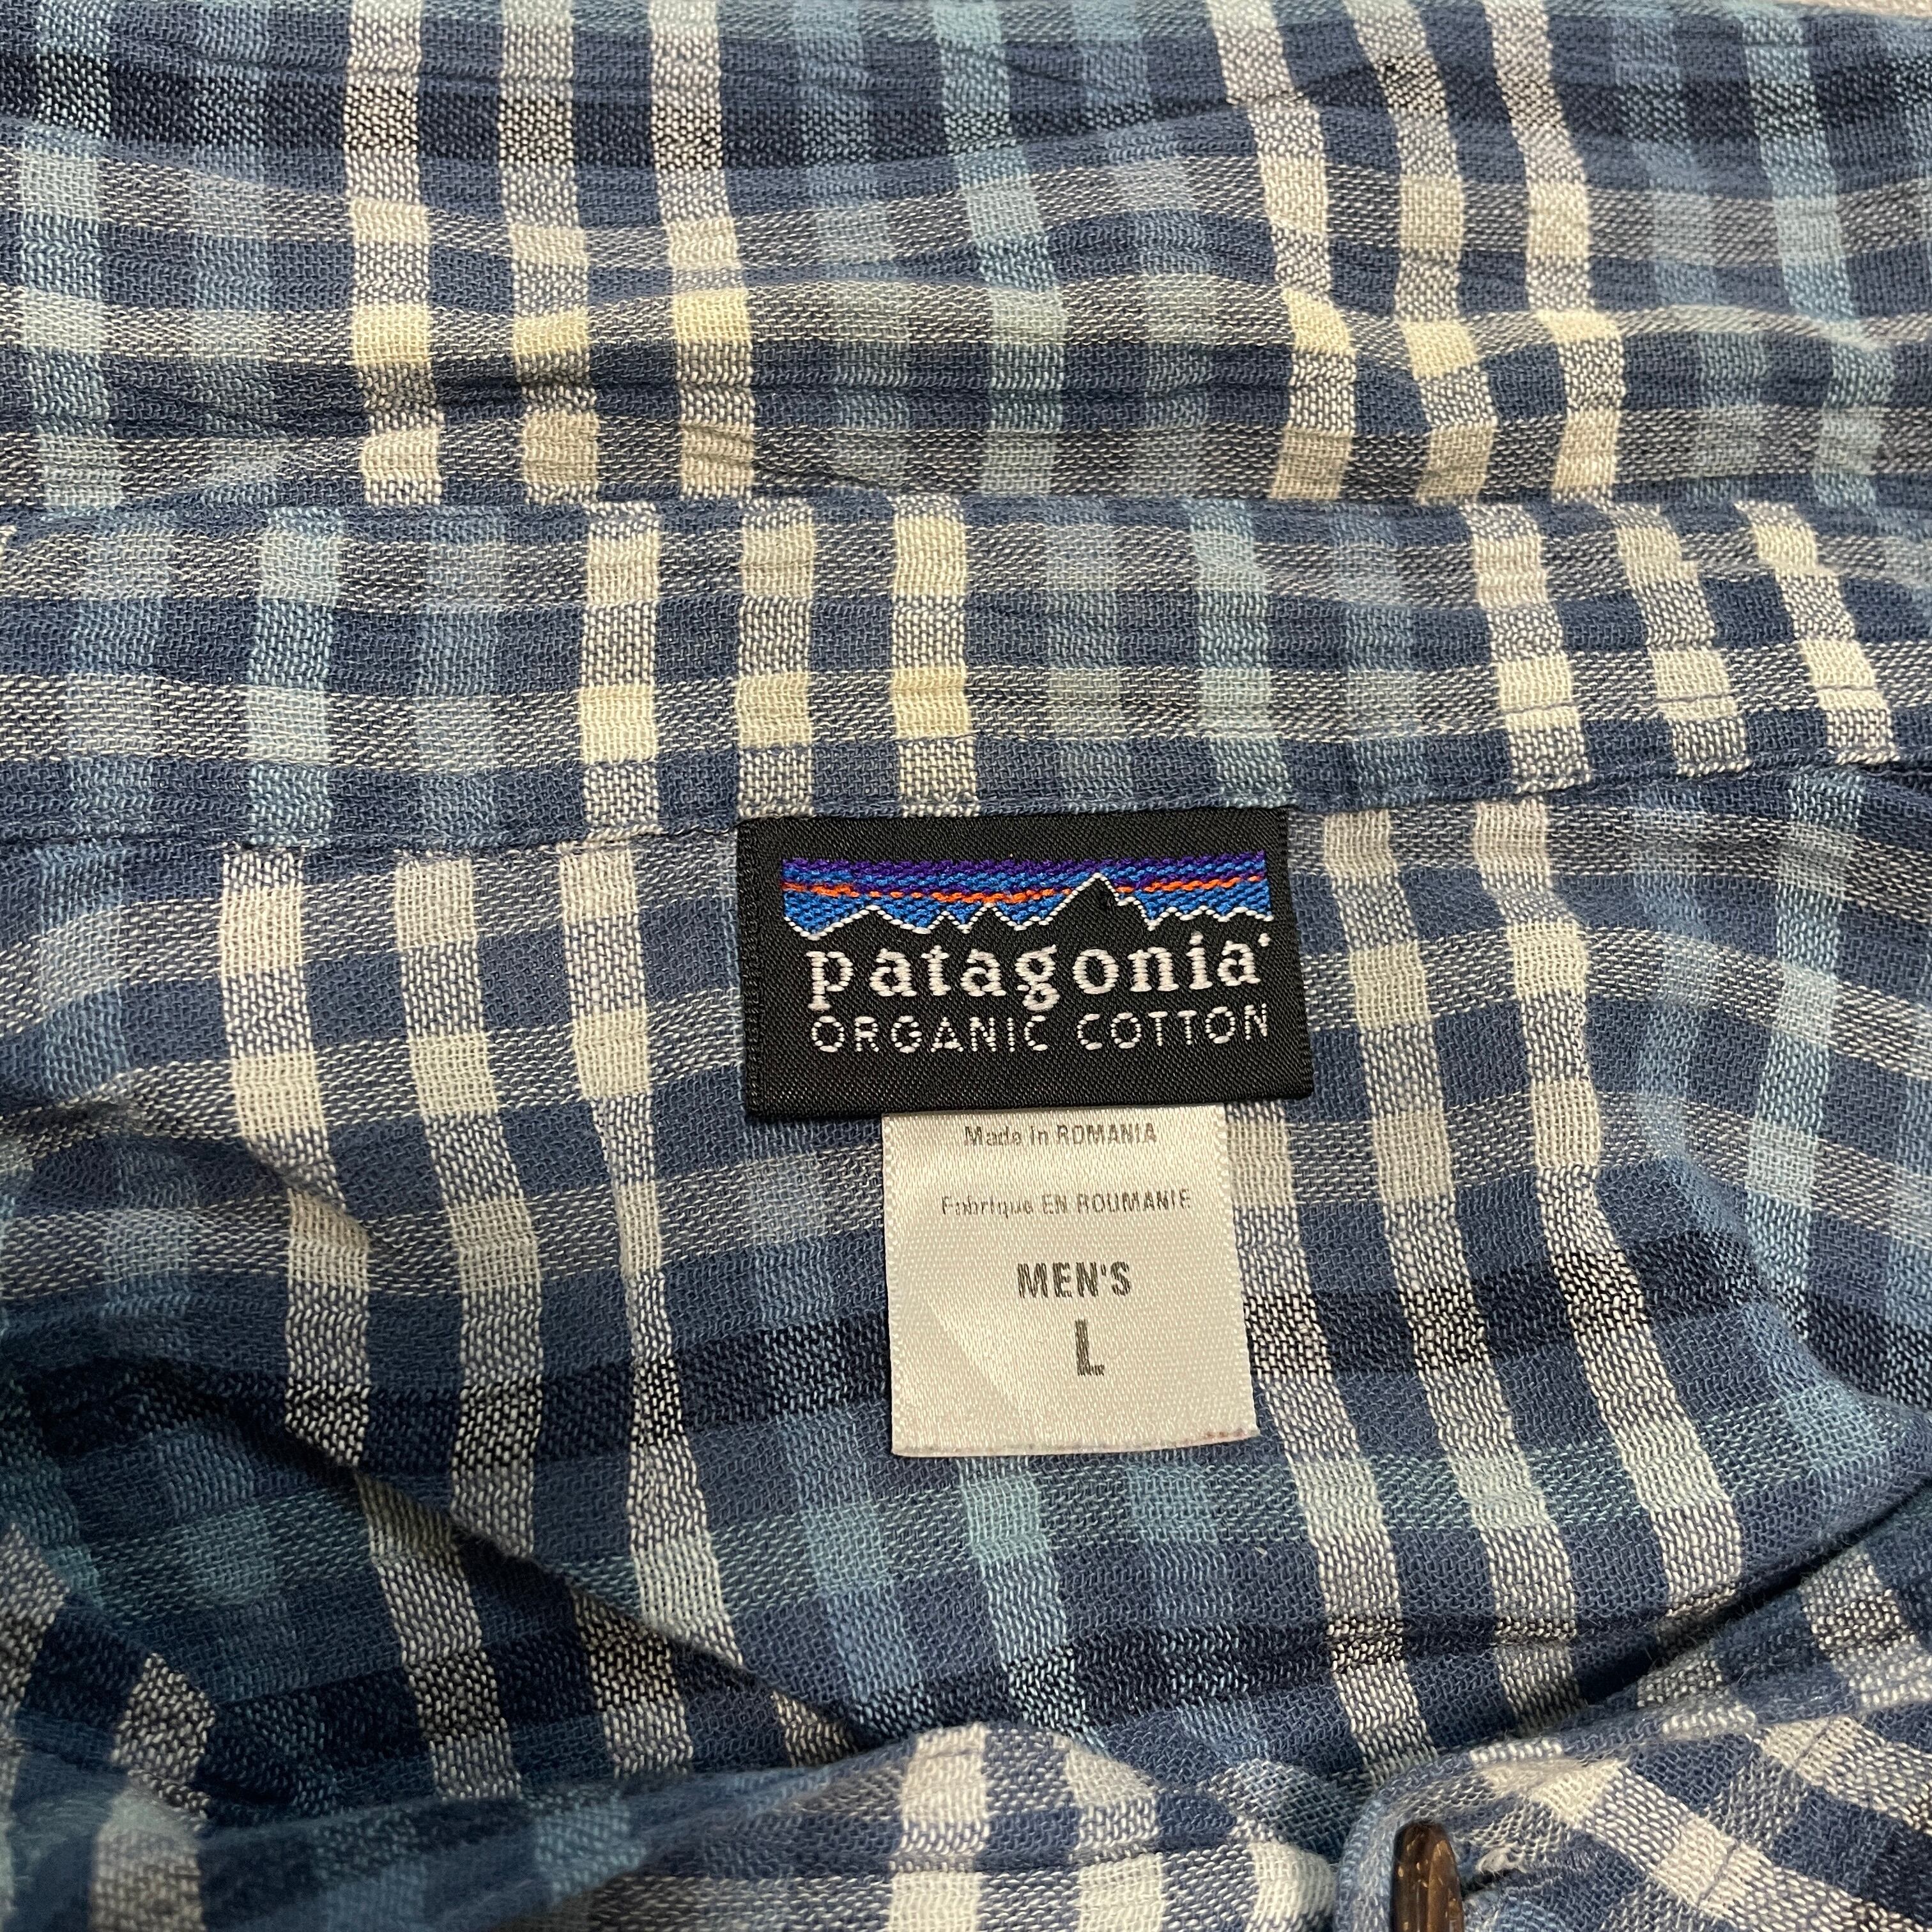 patagonia
ORGANIC COTTON
Made in ROMANIA
Fabrique EN ROUMANIE
MEN'S
L